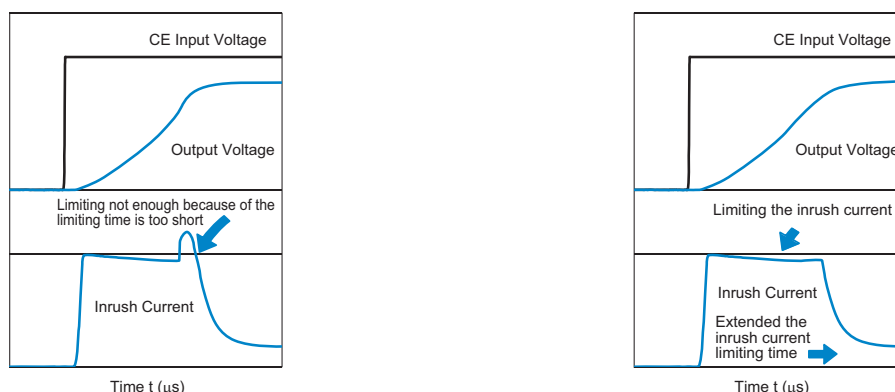 CE Input Voltage
Output Voltage
Limiting not enough because of the
limiting time is too short
Inrush Current
Time t (μs)
CE Input Voltage
Output Voltage
Limiting the inrush current
Inrush Current
Extended the
inrush current
limiting time
Time t (μs)